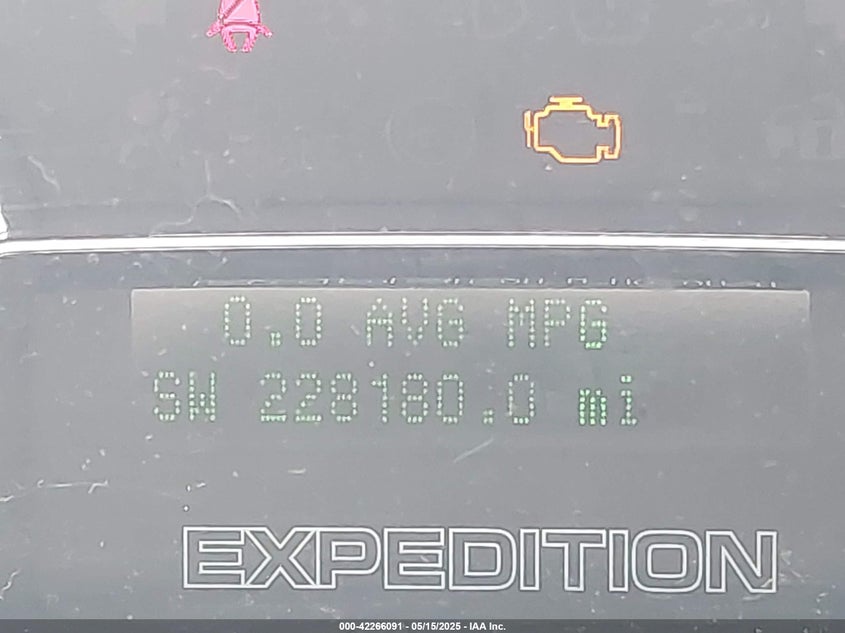 0.0 AVG MPG
SW 228180.0 mi
EXPEDITION
000-42266091 - 05/15/2025 - IAA Inc.